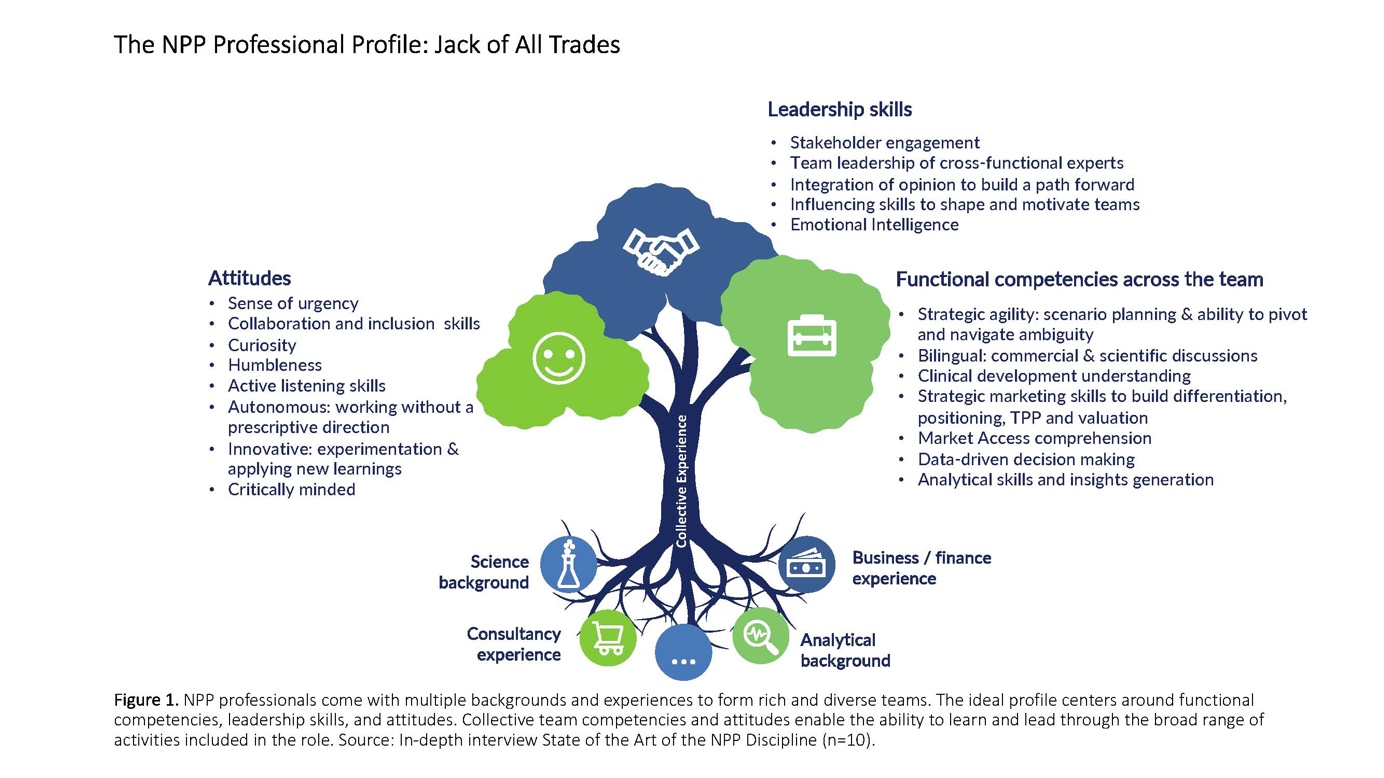 The NPP Professional Profile: Jack of All Trades
Leadership skills
• Stakeholder engagement
• Team leadership of cross-functional experts
• Integration of opinion to build a path forward
• Influencing skills to shape and motivate teams
• Emotional Intelligence
Attitudes
• Sense of urgency
• Collaboration and inclusion skills
• Curiosity
• Humbleness
• Active listening skills
• Autonomous: working without a
prescriptive direction
• Innovative: experimentation &
applying new learnings
• Critically minded
Functional competencies across the team
• Strategic agility: scenario planning & ability to pivot
and navigate ambiguity
• Bilingual: commercial & scientific discussions
• Clinical development understanding
• Strategic marketing skills to build differentiation,
positioning, TPP and valuation
• Market Access comprehension
• Data-driven decision making
• Analytical skills and insights generation
Collective Experience
Science
background
Business / finance
experience
Consultancy
experience
...
Analytical
background
Figure 1. NPP professionals come with multiple backgrounds and experiences to form rich and diverse teams. The ideal profile centers around functional
competencies, leadership skills, and attitudes. Collective team competencies and attitudes enable the ability to learn and lead through the broad range of
activities included in the role. Source: In-depth interview State of the Art of the NPP Discipline (n=10).